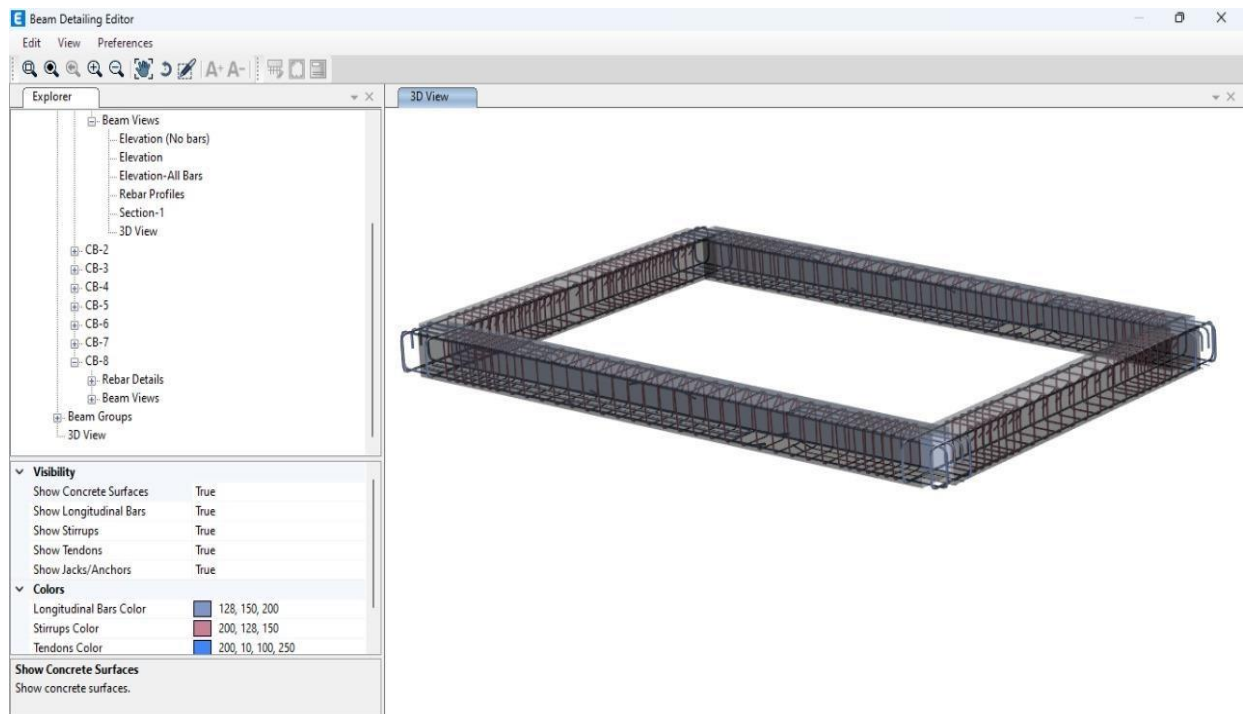 E Beam Detailing Editor
Edit View Preferences
A+ A-
Explorer
3D View
Beam Views
Elevation (No bars)
Elevation
Elevation-All Bars
Rebar Profiles
Section-1
3D View
CB-2
CB-3
CB-4
CB-5
CB-6
CB-7
CB-8
Rebar Details
Beam Views
Beam Groups
3D View
Visibility
Show Concrete Surfaces True
Show Longitudinal Bars True
Show Stirrups True
Show Tendons True
Show Jacks/Anchors True
Colors
Longitudinal Bars Color 128, 150, 200
Stirrups Color 200, 128, 150
Tendons Color 200, 10, 100, 250
Show Concrete Surfaces
Show concrete surfaces.